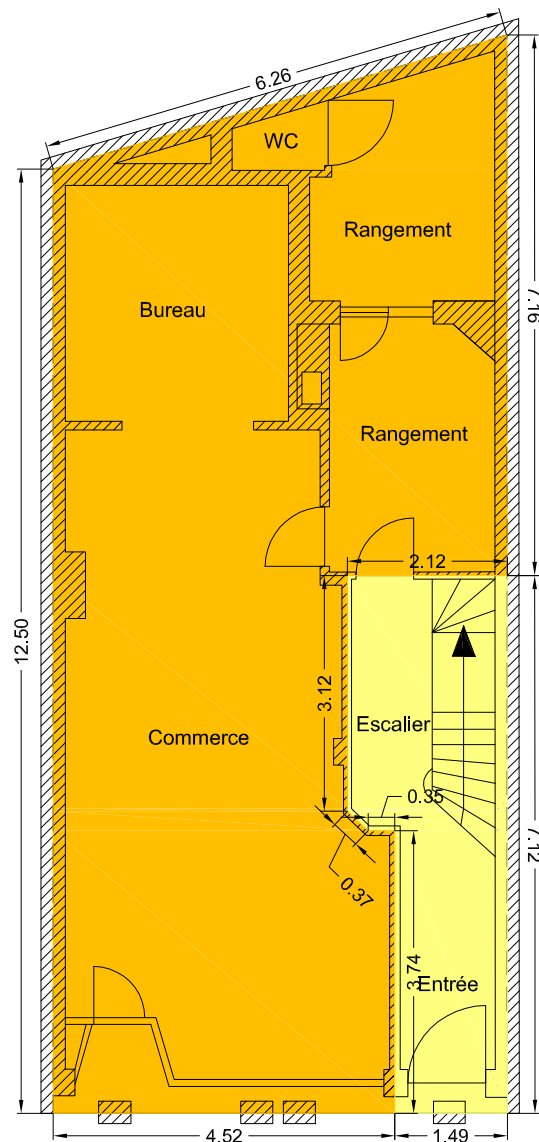 6.26
WC
Rangement
Bureau
7.16
Rangement
2.12
12.50
3.12
Escalier
Commerce
0.35
7.12
0.37
3.74
Entrée
4.52
1.49